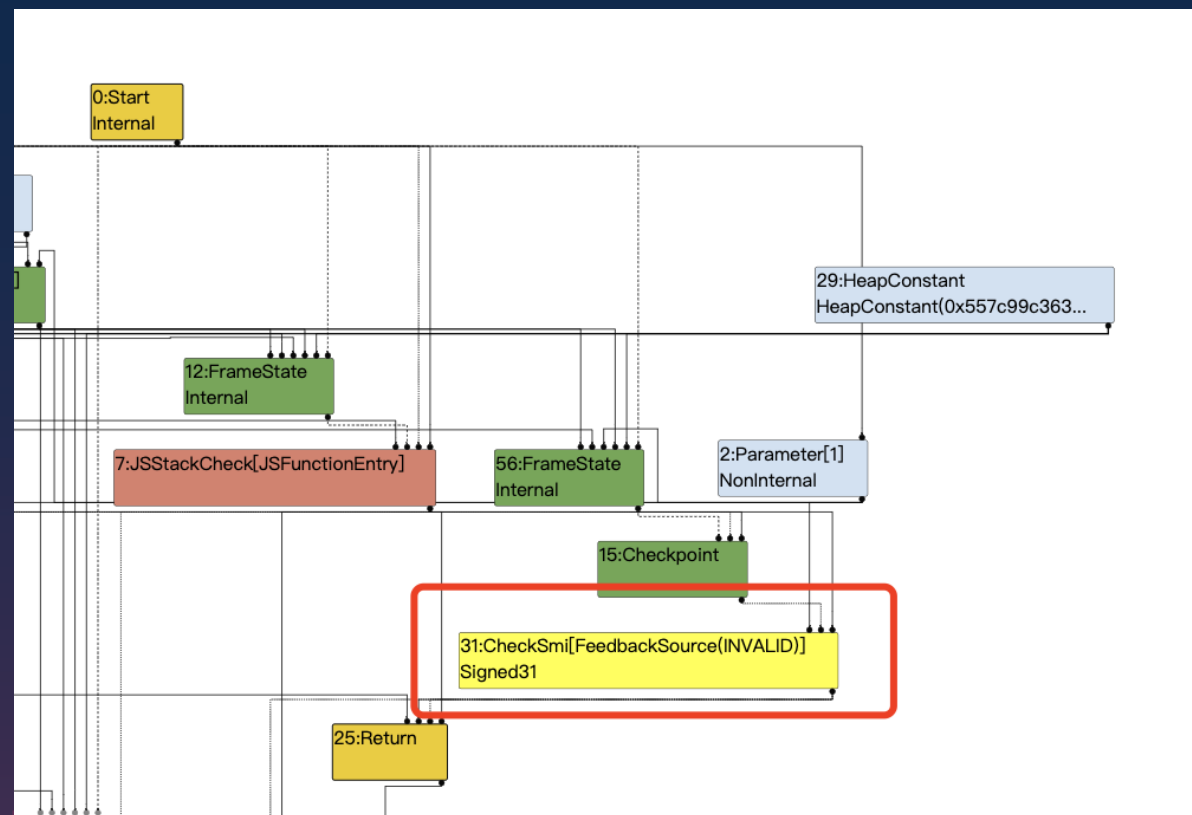 0:Start
Internal
]
29:HeapConstant
HeapConstant(0x557c99c363...
12:FrameState
Internal
7:JSStackCheck[JSFunctionEntry]
56:FrameState
Internal
2:Parameter[1]
NonInternal
15:Checkpoint
31:CheckSmi[FeedbackSource(INVALID)]
Signed31
25:Return